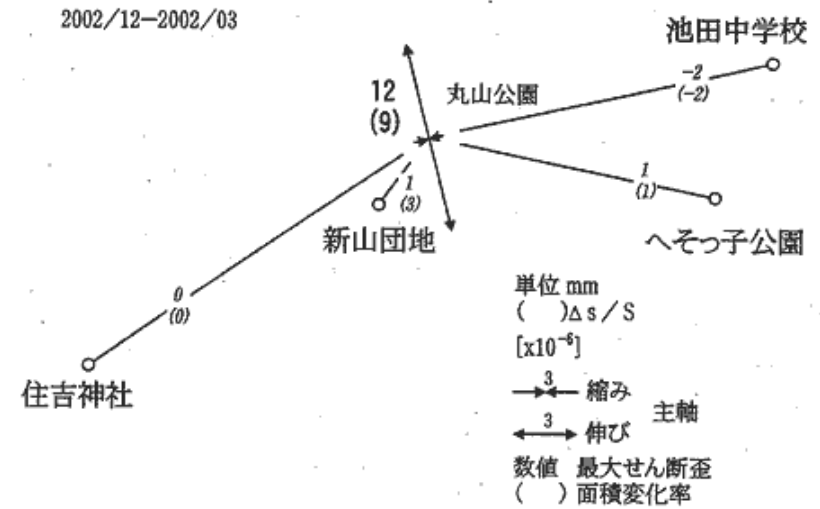 2002/12－2002/03
池田中学校
-2
(-2)
12
(9)
丸山公園
1
(3)
新山団地
1
(1)
へそっ子公園
0
(0)
住吉神社
単位 mm
(　)Δs／S
[x10⁻⁶]
3
縮み
主軸
3
伸び
数値　最大せん断歪
(　) 面積変化率